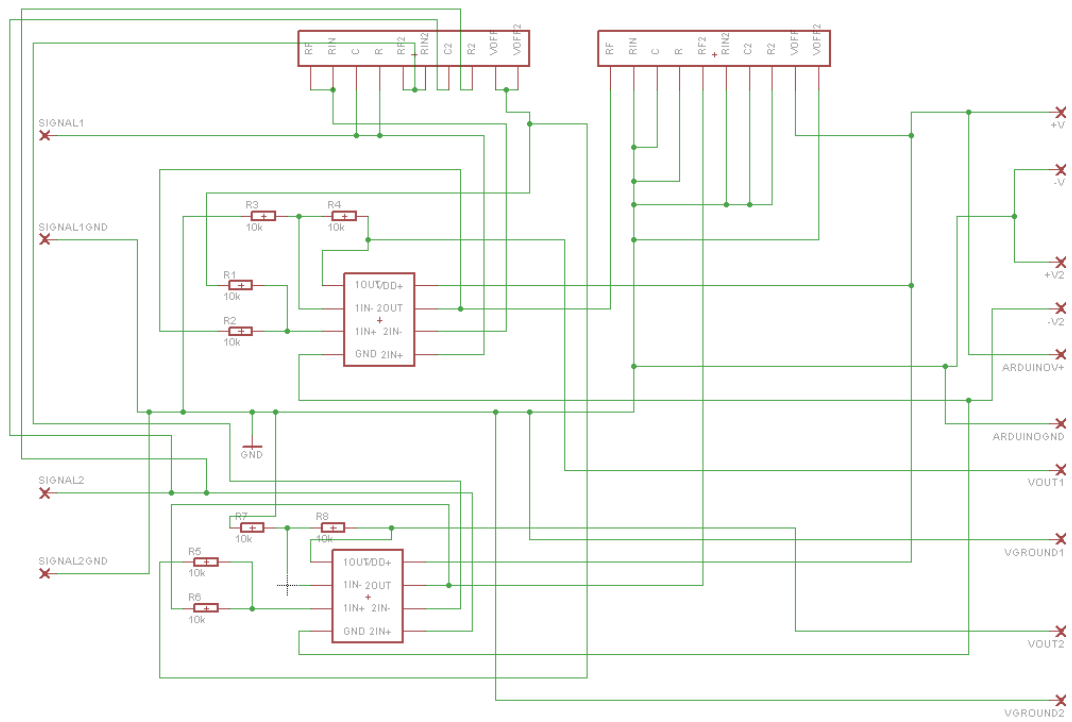 RF RIN C R RF2 RIN2 C2 R2 VOFF VOFF2
RF RIN C R RF2 RIN2 C2 R2 VOFF VOFF2
SIGNAL1
+V
-V
R3 R4
10k 10k
SIGNAL1GND
+V2
R1
10k
1OUT VDD+
1IN- 2OUT
1IN+ 2IN-
GND 2IN+
R2
10k
-V2
ARDUINOV+
ARDUINOGND
GND
SIGNAL2
VOUT1
R7 R8
10k 10k
VGROUND1
SIGNAL2GND
R5
10k
1OUT VDD+
1IN- 2OUT
1IN+ 2IN-
GND 2IN+
R6
10k
VOUT2
VGROUND2